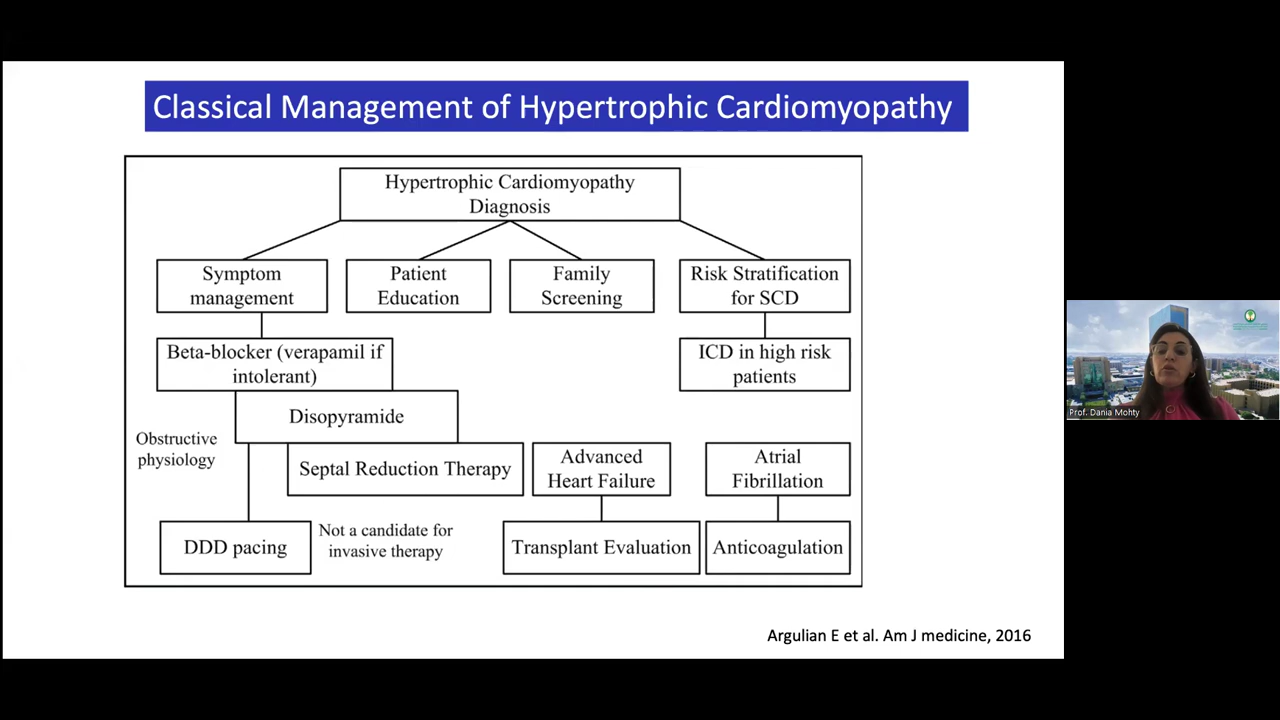 Classical Management of Hypertrophic Cardiomyopathy
Hypertrophic Cardiomyopathy
Diagnosis
Symptom
management
Patient
Education
Family
Screening
Risk Stratification
for SCD
Beta-blocker (verapamil if
intolerant)
ICD in high risk
patients
Disopyramide
Obstructive
physiology
Septal Reduction Therapy
Advanced
Heart Failure
Atrial
Fibrillation
DDD pacing
Not a candidate for
invasive therapy
Transplant Evaluation
Anticoagulation
Argulian E et al. Am J medicine, 2016
Prof. Dania Mohty